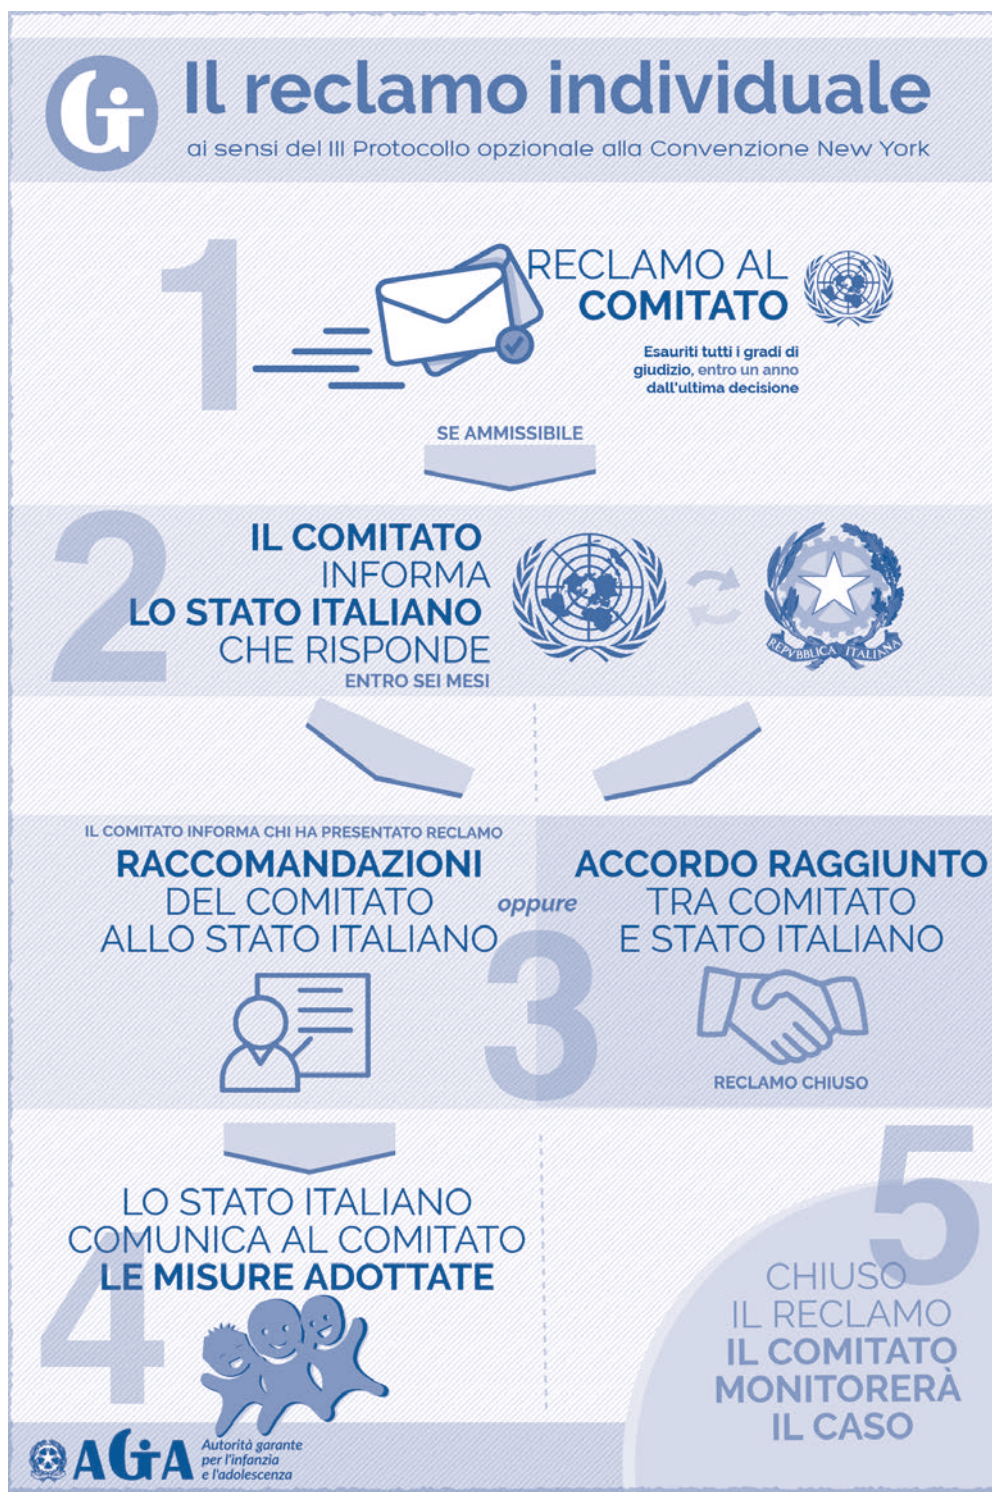 Il reclamo individuale
ai sensi del III Protocollo opzionale alla Convenzione New York
1
RECLAMO AL
COMITATO
Esauriti tutti i gradi di
giudizio, entro un anno
dall'ultima decisione
SE AMMISSIBILE
2
IL COMITATO
INFORMA
LO STATO ITALIANO
CHE RISPONDE
ENTRO SEI MESI
REPVBBLICA ITALIANA
IL COMITATO INFORMA CHI HA PRESENTATO RECLAMO
RACCOMANDAZIONI
DEL COMITATO
ALLO STATO ITALIANO
oppure
3
ACCORDO RAGGIUNTO
TRA COMITATO
E STATO ITALIANO
RECLAMO CHIUSO
4
LO STATO ITALIANO
COMUNICA AL COMITATO
LE MISURE ADOTTATE
5
CHIUSO
IL RECLAMO
IL COMITATO
MONITORERÀ
IL CASO
AGIA
Autorità garante
per l'infanzia
e l'adolescenza